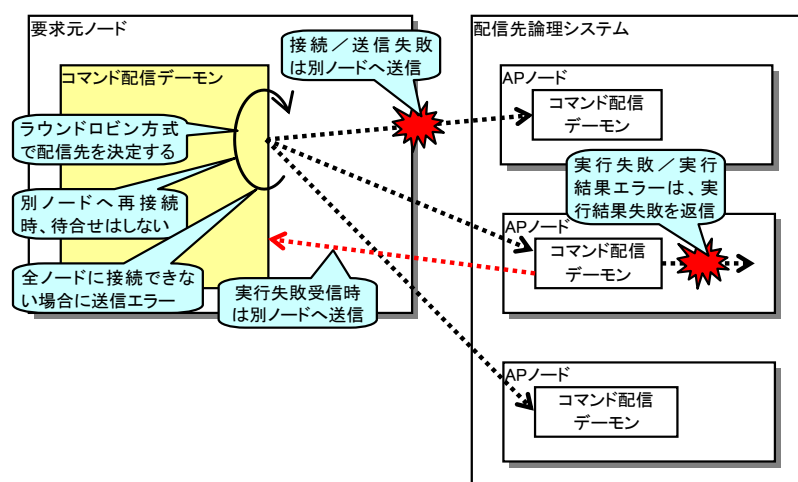 要求元ノード
コマンド配信デーモン
ラウンドロビン方式
で配信先を決定する
別ノードへ再接続
時、待合せはしない
全ノードに接続できな
い場合に送信エラー
接続／送信失敗
は別ノードへ送信
実行失敗受信時
は別ノードへ送信
配信先論理システム
APノード
コマンド配信
デーモン
実行失敗／実行
結果エラーは、実
行結果失敗を返信
APノード
コマンド配信
デーモン
APノード
コマンド配信
デーモン